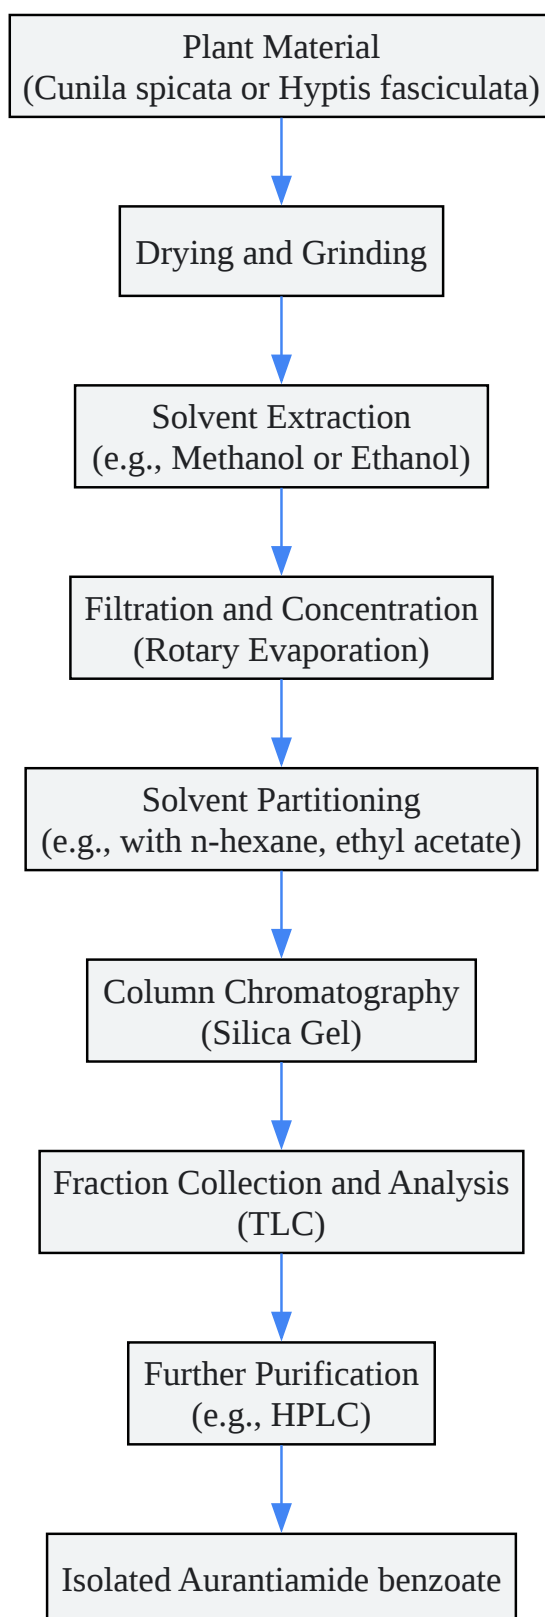 Plant Material
(Cunila spicata or Hyptis fasciculata)
Drying and Grinding
Solvent Extraction
(e.g., Methanol or Ethanol)
Filtration and Concentration
(Rotary Evaporation)
Solvent Partitioning
(e.g., with n-hexane, ethyl acetate)
Column Chromatography
(Silica Gel)
Fraction Collection and Analysis
(TLC)
Further Purification
(e.g., HPLC)
Isolated Aurantiamide benzoate